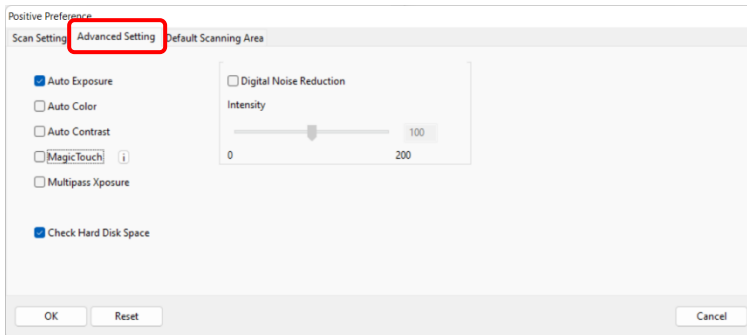 Positive Preference
Scan Setting Advanced Setting Default Scanning Area
Auto Exposure
Digital Noise Reduction
Auto Color
Intensity
Auto Contrast
100
MagicTouch i
0 200
Multipass Xposure
Check Hard Disk Space
OK Reset Cancel